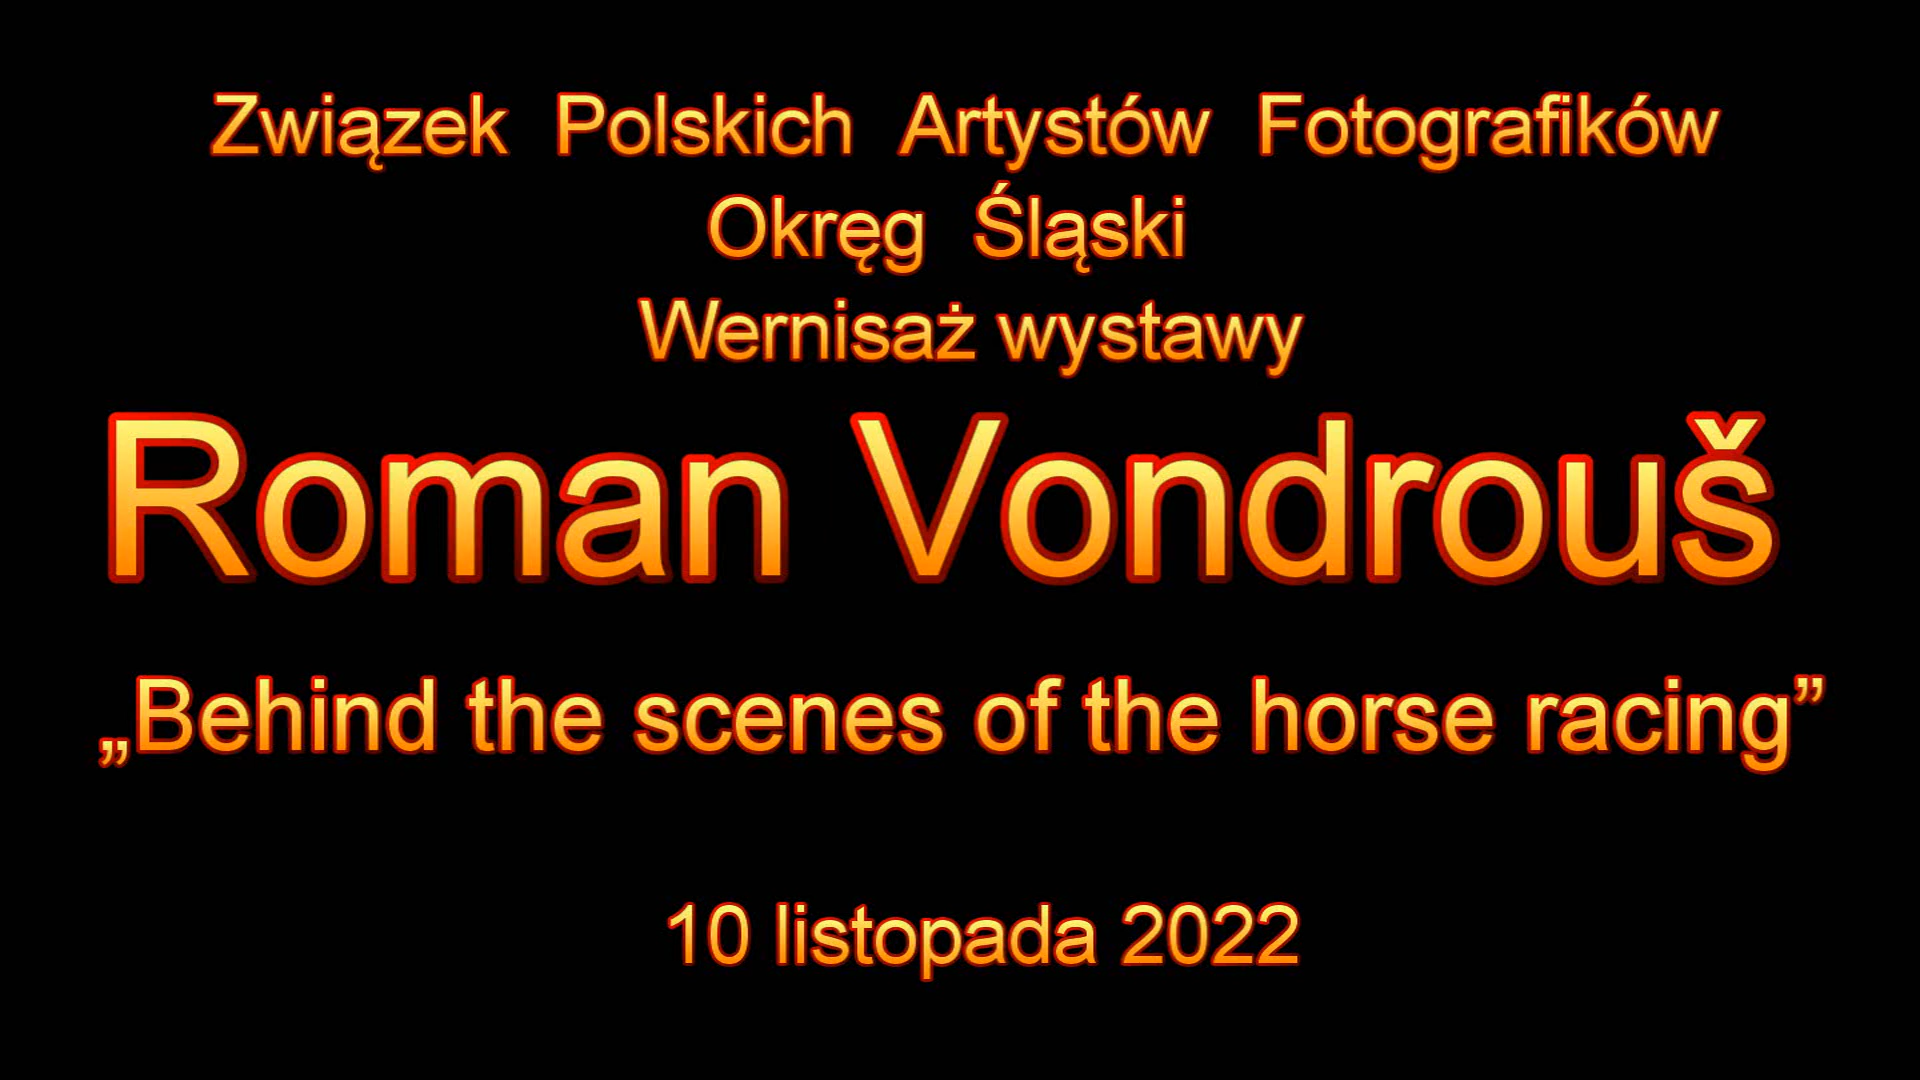 Związek Polskich Artystów Fotografików
Okręg Śląski
Wernisaż wystawy
Roman Vondrouš
„Behind the scenes of the horse racing”
10 listopada 2022